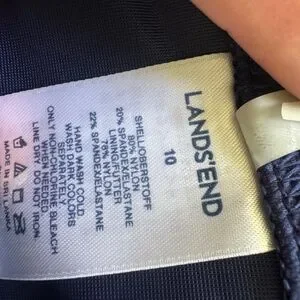 LANDS'END
10
SHELL/OBERSTOFF
80% NYLON
20% SPANDEX/ELASTANE
LINING/FUTTER
78% NYLON
22% SPANDEX/ELASTANE
HAND WASH COLD
WASH DARK COLORS
SEPARATELY
ONLY NON-CHLORINE BLEACH
WHEN NEEDED
LINE DRY. DO NOT IRON
MADE IN SRI LANKA